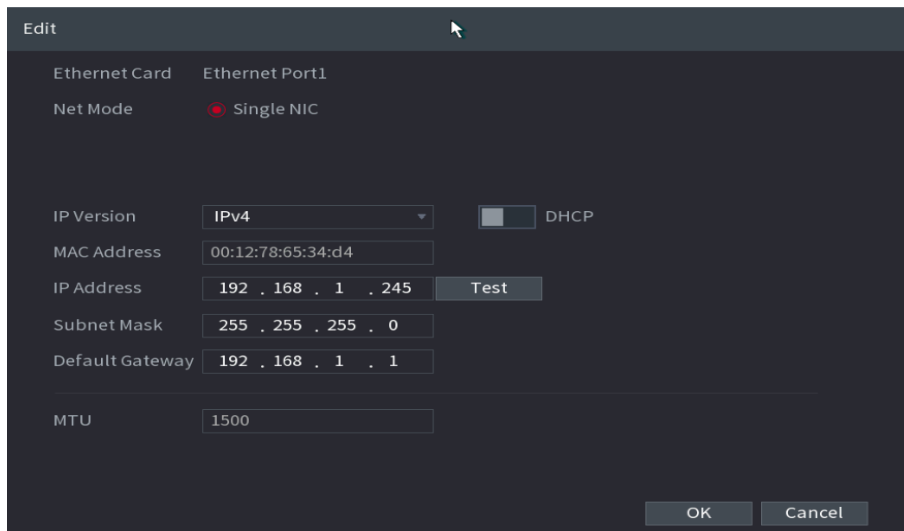 Edit
Ethernet Card Ethernet Port1
Net Mode Single NIC
IP Version IPv4 DHCP
MAC Address 00:12:78:65:34:d4
IP Address 192 . 168 . 1 . 245 Test
Subnet Mask 255 . 255 . 255 . 0
Default Gateway 192 . 168 . 1 . 1
MTU 1500
OK Cancel